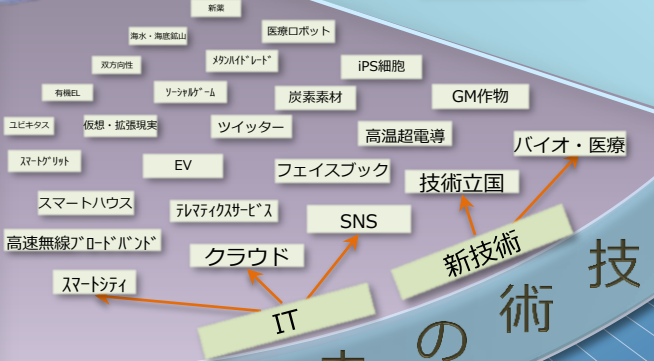 新薬
海水・海底鉱山
医療ロボット
双方向性
ﾒﾀﾝﾊｲﾄﾞﾚｰﾄﾞ
iPS細胞
有機EL
ｿｰｼｬﾙｹﾞｰﾑ
炭素素材
GM作物
ユビキタス
仮想・拡張現実
ツイッター
高温超電導
バイオ・医療
ｽﾏｰﾄｸﾞﾘｯﾄ
EV
フェイスブック
技術立国
スマートハウス
ﾃﾚﾏﾃｨｸｽｻｰﾋﾞｽ
SNS
高速無線ﾌﾞﾛｰﾄﾞﾊﾞﾝﾄﾞ
クラウド
新技術
ｽﾏｰﾄｼﾃｨ
IT
の術技